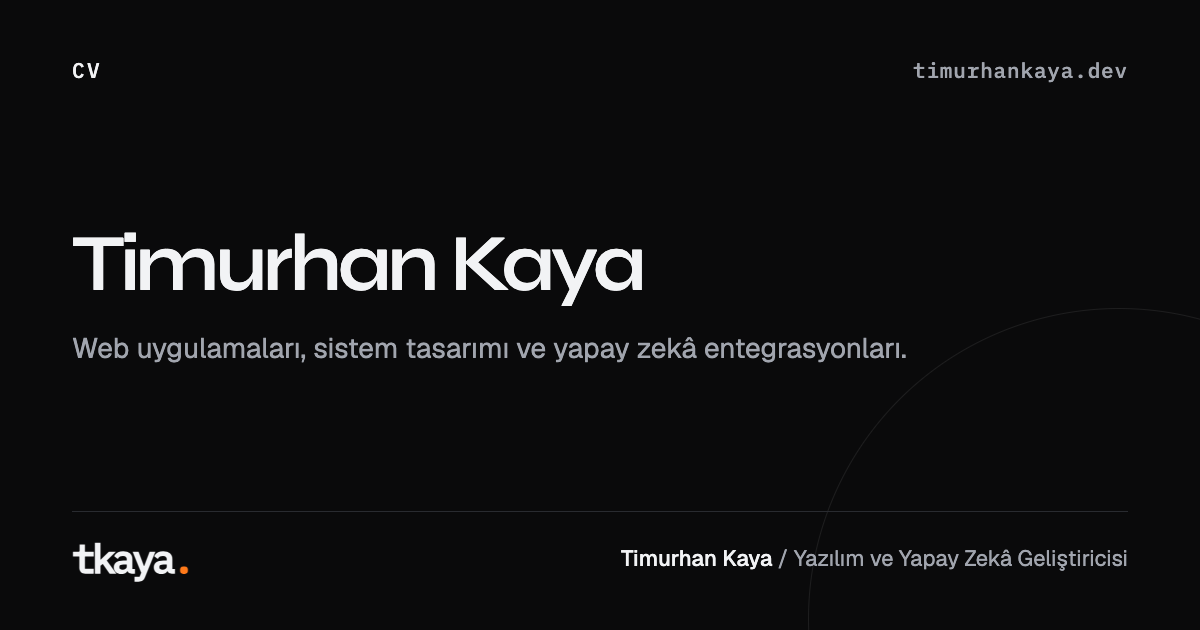 CV
timurhankaya.dev
Timurhan Kaya
Web uygulamaları, sistem tasarımı ve yapay zekâ entegrasyonları.
tkaya.
Timurhan Kaya / Yazılım ve Yapay Zekâ Geliştiricisi